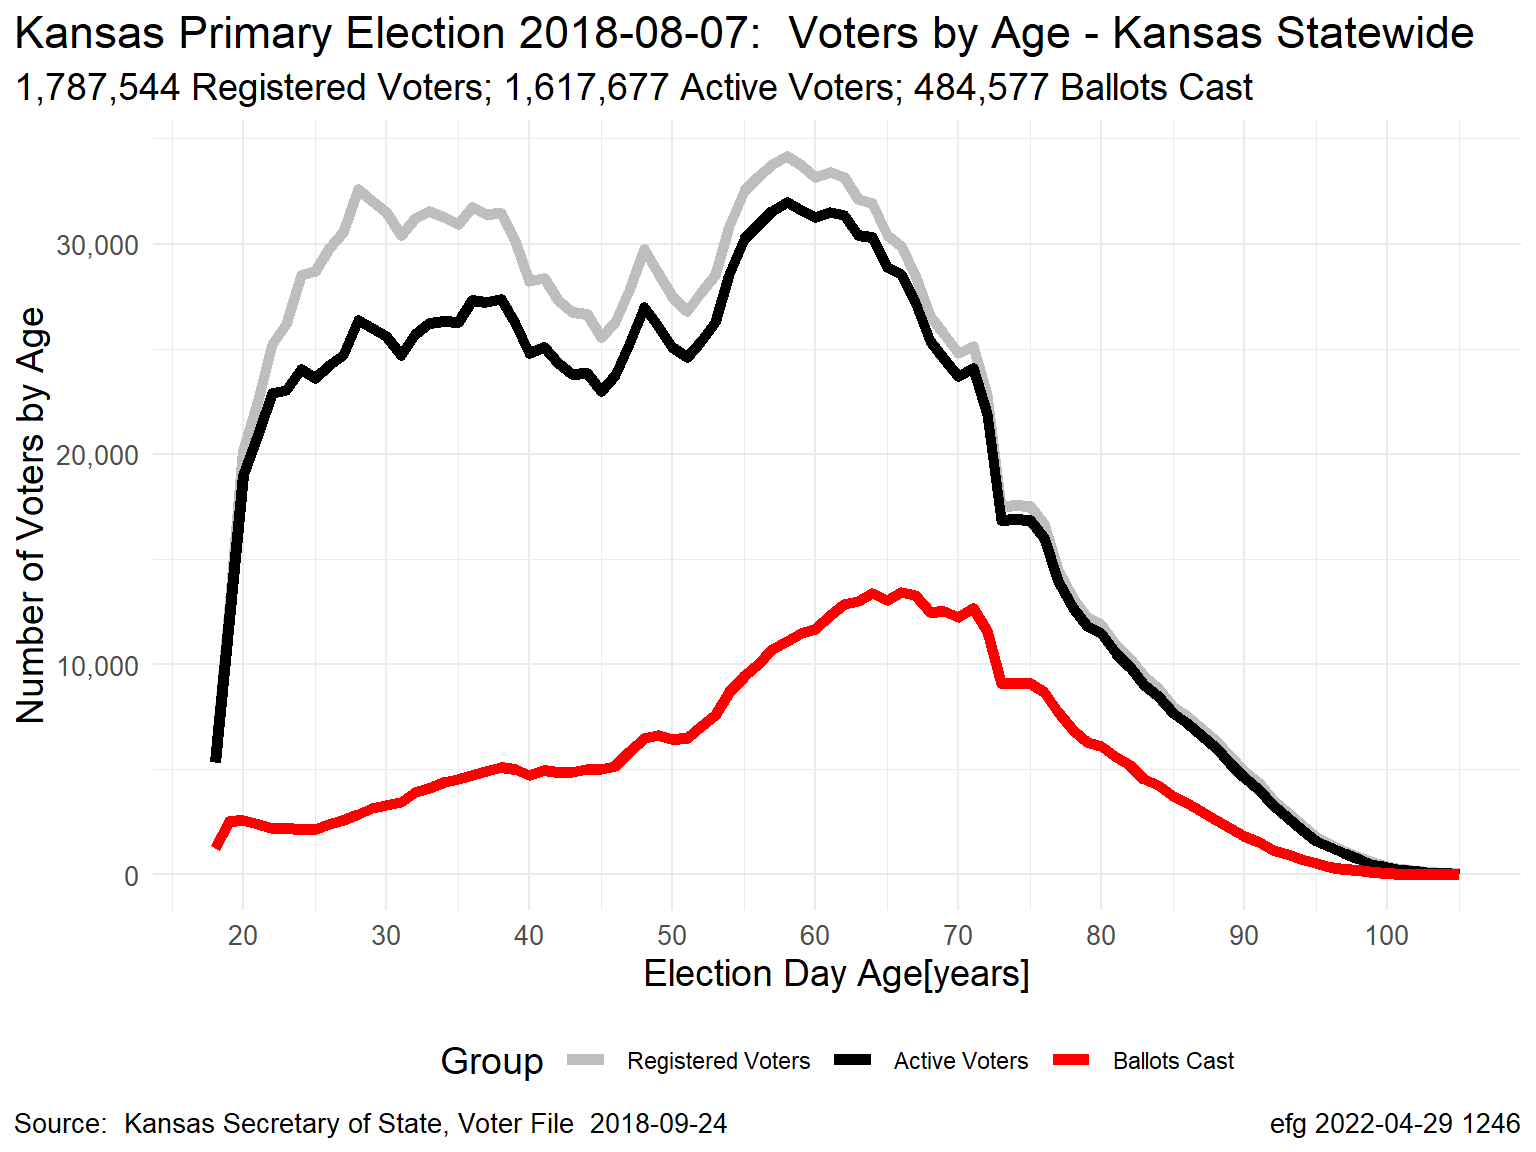 Kansas Primary Election 2018-08-07:  Voters by Age - Kansas Statewide
1,787,544 Registered Voters; 1,617,677 Active Voters; 484,577 Ballots Cast
Number of Voters by Age
30,000
20,000
10,000
0
20 30 40 50 60 70 80 90 100
Election Day Age[years]
Group Registered Voters Active Voters Ballots Cast
Source:  Kansas Secretary of State, Voter File  2018-09-24
efg 2022-04-29 1246